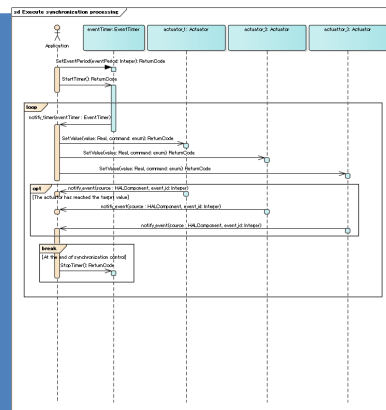 sd Execute synchronization processing
Application
eventTimer: EventTimer
actuator_1: Actuator
actuator_2: Actuator
actuator_3: Actuator
SetEventPeriod(eventPeriod: Integer): ReturnCode
StartTimer(): ReturnCode
loop
notify_timer(eventTimer : EventTimer)
SetValue(value: Real, command: enum): ReturnCode
SetValue(value: Real, command: enum): ReturnCode
SetValue(value: Real, command: enum): ReturnCode
opt
notify_event(source : HALComponent, event_id: Integer)
[The actuator has reached the target value]
notify_event(source : HALComponent, event_id: Integer)
notify_event(source : HALComponent, event_id: Integer)
break
[At the end of synchronization control]
StopTimer(): ReturnCode